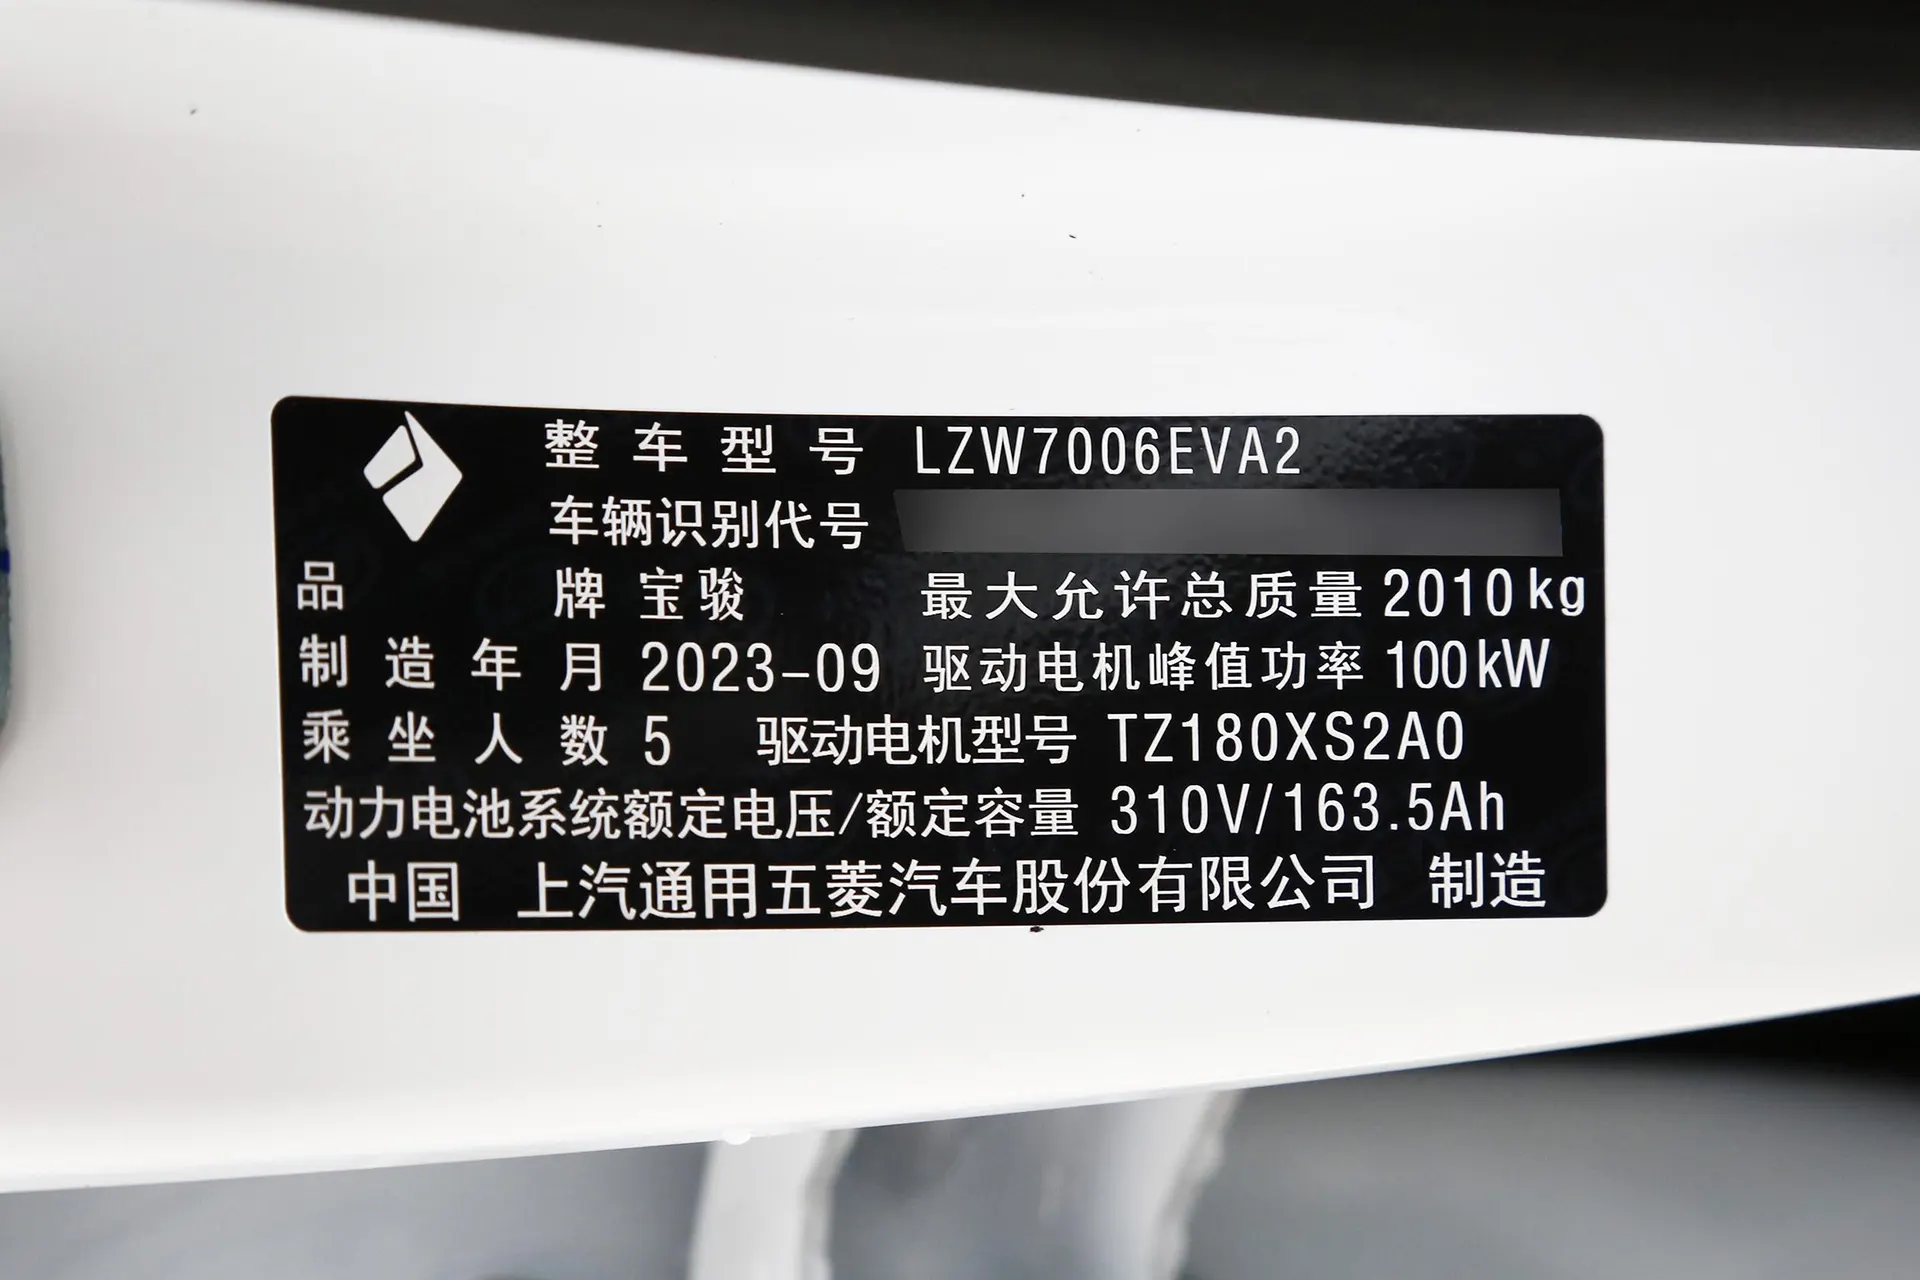 整车型号 LZW7006EVA2
车辆识别代号
品牌 宝骏 最大允许总质量 2010kg
制造年月 2023-09 驱动电机峰值功率 100kW
乘坐人数 5 驱动电机型号 TZ180XS2A0
动力电池系统额定电压/额定容量 310V/163.5Ah
中国 上汽通用五菱汽车股份有限公司 制造